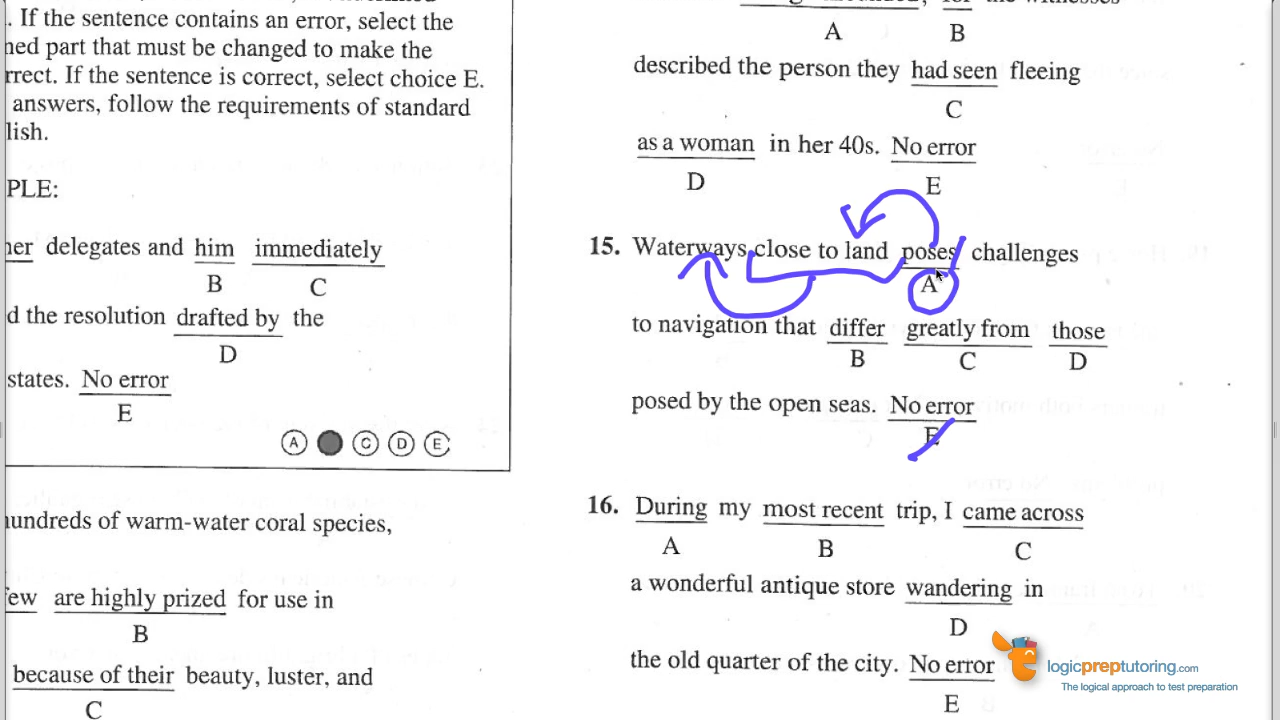 . If the sentence contains an error, select the
ned part that must be changed to make the
rrect. If the sentence is correct, select choice E.
answers, follow the requirements of standard
lish.
PLE:
her delegates and him immediately
B C
d the resolution drafted by the
D
states. No error
E
A C D E
hundreds of warm-water coral species,
few are highly prized for use in
B
because of their beauty, luster, and
C
A B
described the person they had seen fleeing
C
as a woman in her 40s. No error
D E
15. Waterways close to land poses challenges
A
to navigation that differ greatly from those
B C D
posed by the open seas. No error
E
16. During my most recent trip, I came across
A B C
a wonderful antique store wandering in
D
the old quarter of the city. No error
E
logicpreptutoring.com
The logical approach to test preparation